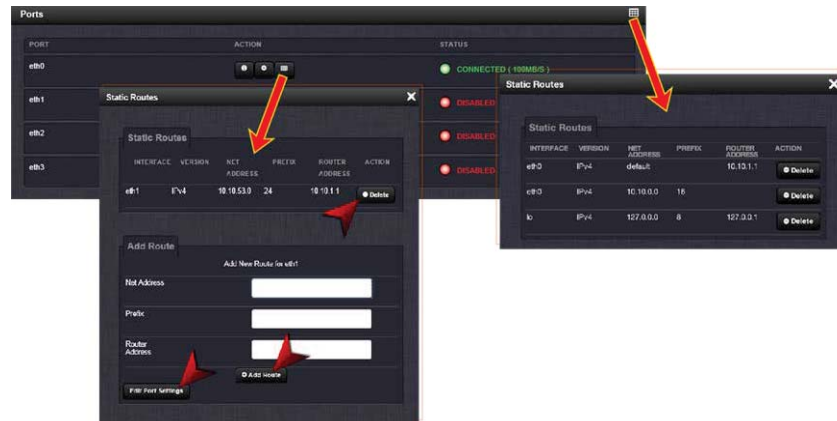 Ports
PORT ACTION STATUS
eth0 CONNECTED ( 100MB/S )
eth1 DISABLED
eth2 DISABLED
eth3 DISABLED
Static Routes
Static Routes
INTERFACE VERSION NET ADDRESS PREFIX ROUTER ADDRESS ACTION
eth1 IPv4 10.10.53.0 24 10.10.1.1 Delete
Add Route
Add New Route for eth1
Net Address
Prefix
Router Address
Add Route
Edit Port Settings
Static Routes
Static Routes
INTERFACE VERSION NET ADDRESS PREFIX ROUTER ADDRESS ACTION
eth0 IPv4 default 10.10.1.1 Delete
eth0 IPv4 10.10.0.0 16 Delete
lo IPv4 127.0.0.0 8 127.0.0.1 Delete